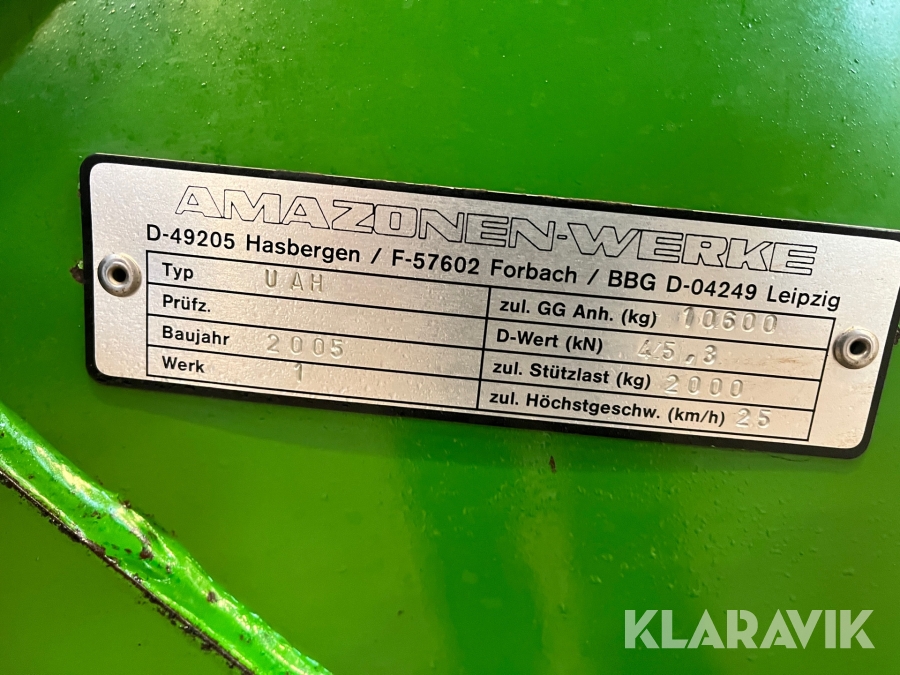 AMAZONEN-WERKE
D-49205 Hasbergen / F-57602 Forbach / BBG D-04249 Leipzig
Typ UAH
Prüfz.
Baujahr 2005
Werk 1
zul. GG Anh. (kg) 10600
D-Wert (kN) 45,3
zul. Stützlast (kg) 2000
zul. Höchstgeschw. (km/h) 25
KLARAVIK